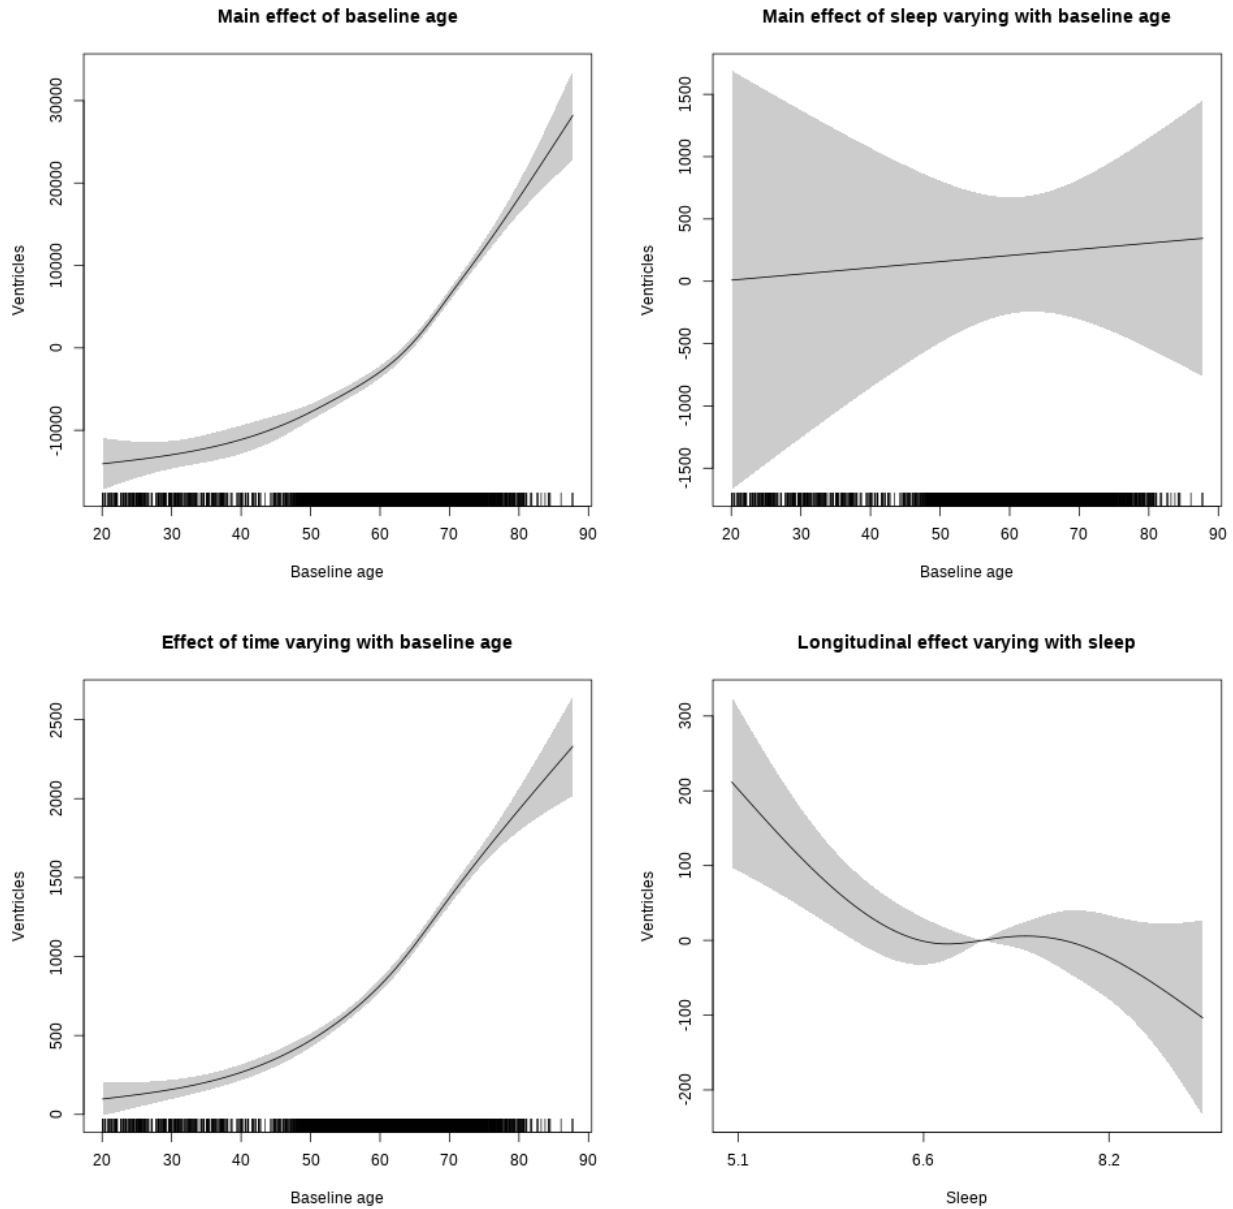 Main effect of baseline age
Ventricles
-10000 0 10000 20000 30000
20 30 40 50 60 70 80 90
Baseline age
Main effect of sleep varying with baseline age
Ventricles
-1500 -1000 -500 0 500 1000 1500
20 30 40 50 60 70 80 90
Baseline age
Effect of time varying with baseline age
Ventricles
0 500 1000 1500 2000 2500
20 30 40 50 60 70 80 90
Baseline age
Longitudinal effect varying with sleep
Ventricles
-200 -100 0 100 200 300
5.1 6.6 8.2
Sleep